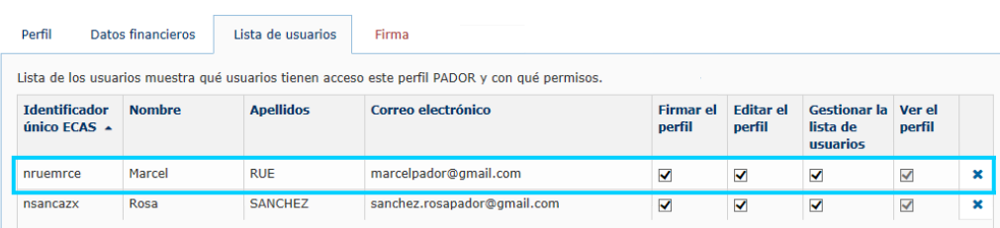 Perfil Datos financieros Lista de usuarios Firma
Lista de los usuarios muestra qué usuarios tienen acceso este perfil PADOR y con qué permisos.
Identificador único ECAS Nombre Apellidos Correo electrónico Firmar el perfil Editar el perfil Gestionar la lista de usuarios Ver el perfil
nruemrce Marcel RUE marcelpador@gmail.com
nsancazx Rosa SANCHEZ sanchez.rosapador@gmail.com